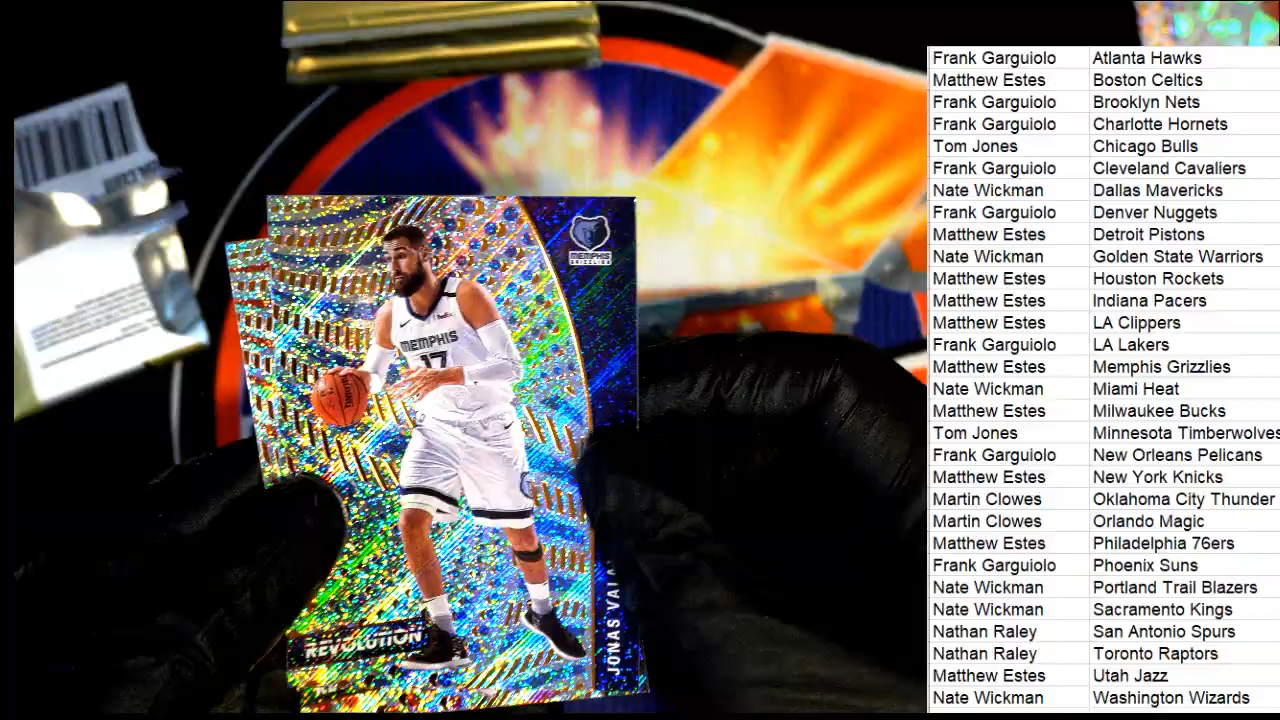 MEMPHIS
GRIZZLIES
MEMPHIS
17
REVOLUTION
JONAS VALA
Frank Garguiolo Atlanta Hawks
Matthew Estes Boston Celtics
Frank Garguiolo Brooklyn Nets
Frank Garguiolo Charlotte Hornets
Tom Jones Chicago Bulls
Frank Garguiolo Cleveland Cavaliers
Nate Wickman Dallas Mavericks
Frank Garguiolo Denver Nuggets
Matthew Estes Detroit Pistons
Nate Wickman Golden State Warriors
Matthew Estes Houston Rockets
Matthew Estes Indiana Pacers
Matthew Estes LA Clippers
Frank Garguiolo LA Lakers
Matthew Estes Memphis Grizzlies
Nate Wickman Miami Heat
Matthew Estes Milwaukee Bucks
Tom Jones Minnesota Timberwolves
Frank Garguiolo New Orleans Pelicans
Matthew Estes New York Knicks
Martin Clowes Oklahoma City Thunder
Martin Clowes Orlando Magic
Matthew Estes Philadelphia 76ers
Frank Garguiolo Phoenix Suns
Nate Wickman Portland Trail Blazers
Nate Wickman Sacramento Kings
Nathan Raley San Antonio Spurs
Nathan Raley Toronto Raptors
Matthew Estes Utah Jazz
Nate Wickman Washington Wizards